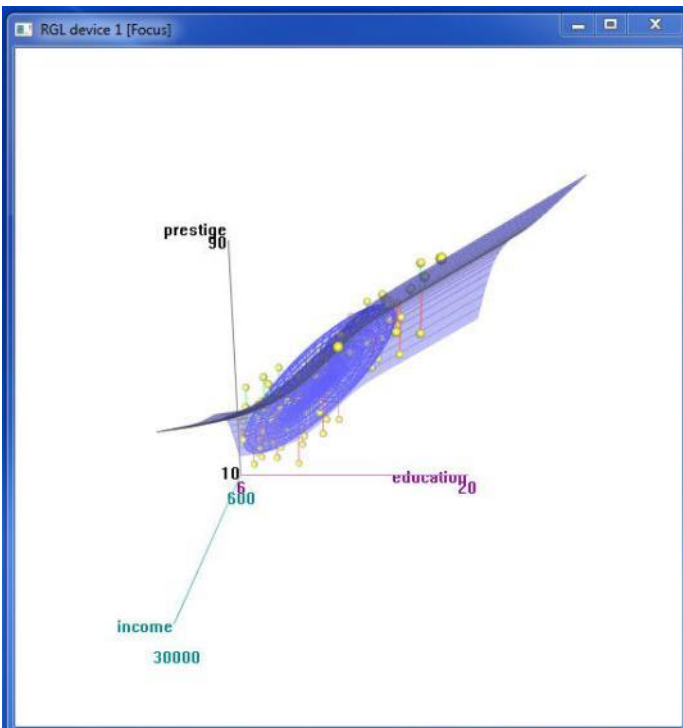 RGL device 1 [Focus]
prestige
90
10
6
600
education
20
income
30000